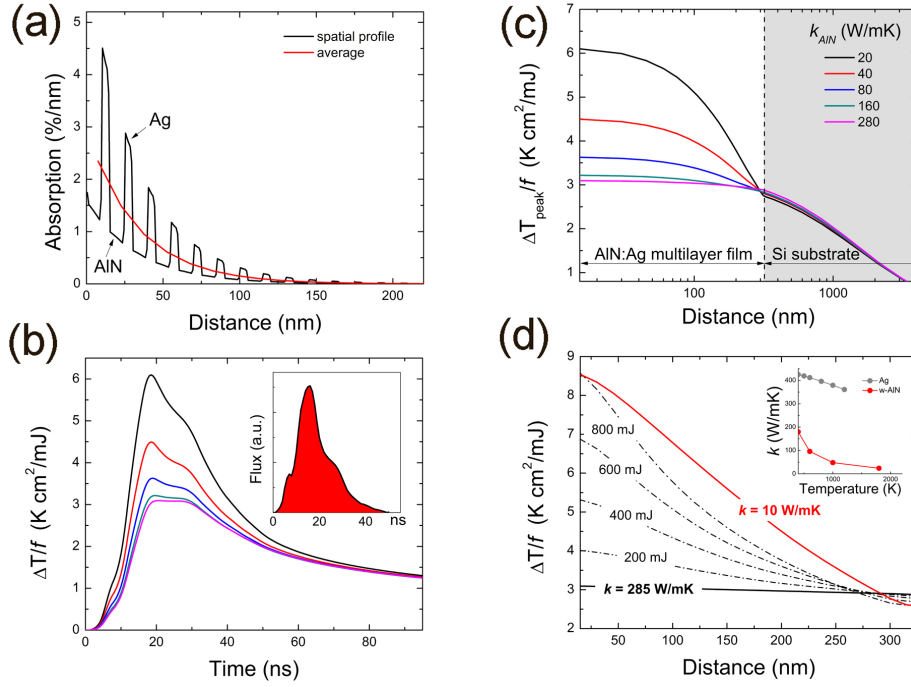 (a)
spatial profile
average
Ag
AlN
Absorption (%/nm)
5
4
3
2
1
0
0 50 100 150 200
Distance (nm)
(b)
ΔT/f (K cm²/mJ)
6
5
4
3
2
1
0
0 20 40 60 80
Time (ns)
Flux (a.u.)
0 20 40 ns
(c)
k_AlN (W/mK)
20
40
80
160
280
ΔT_peak/f (K cm²/mJ)
7
6
5
4
3
2
1
AlN:Ag multilayer film
Si substrate
100 1000
Distance (nm)
(d)
ΔT/f (K cm²/mJ)
9
8
7
6
5
4
3
2
800 mJ
600 mJ
400 mJ
200 mJ
k = 10 W/mK
k = 285 W/mK
50 100 150 200 250 300
Distance (nm)
k (W/mK)
400
300
200
100
0
Ag
w-AlN
1000 2000
Temperature (K)